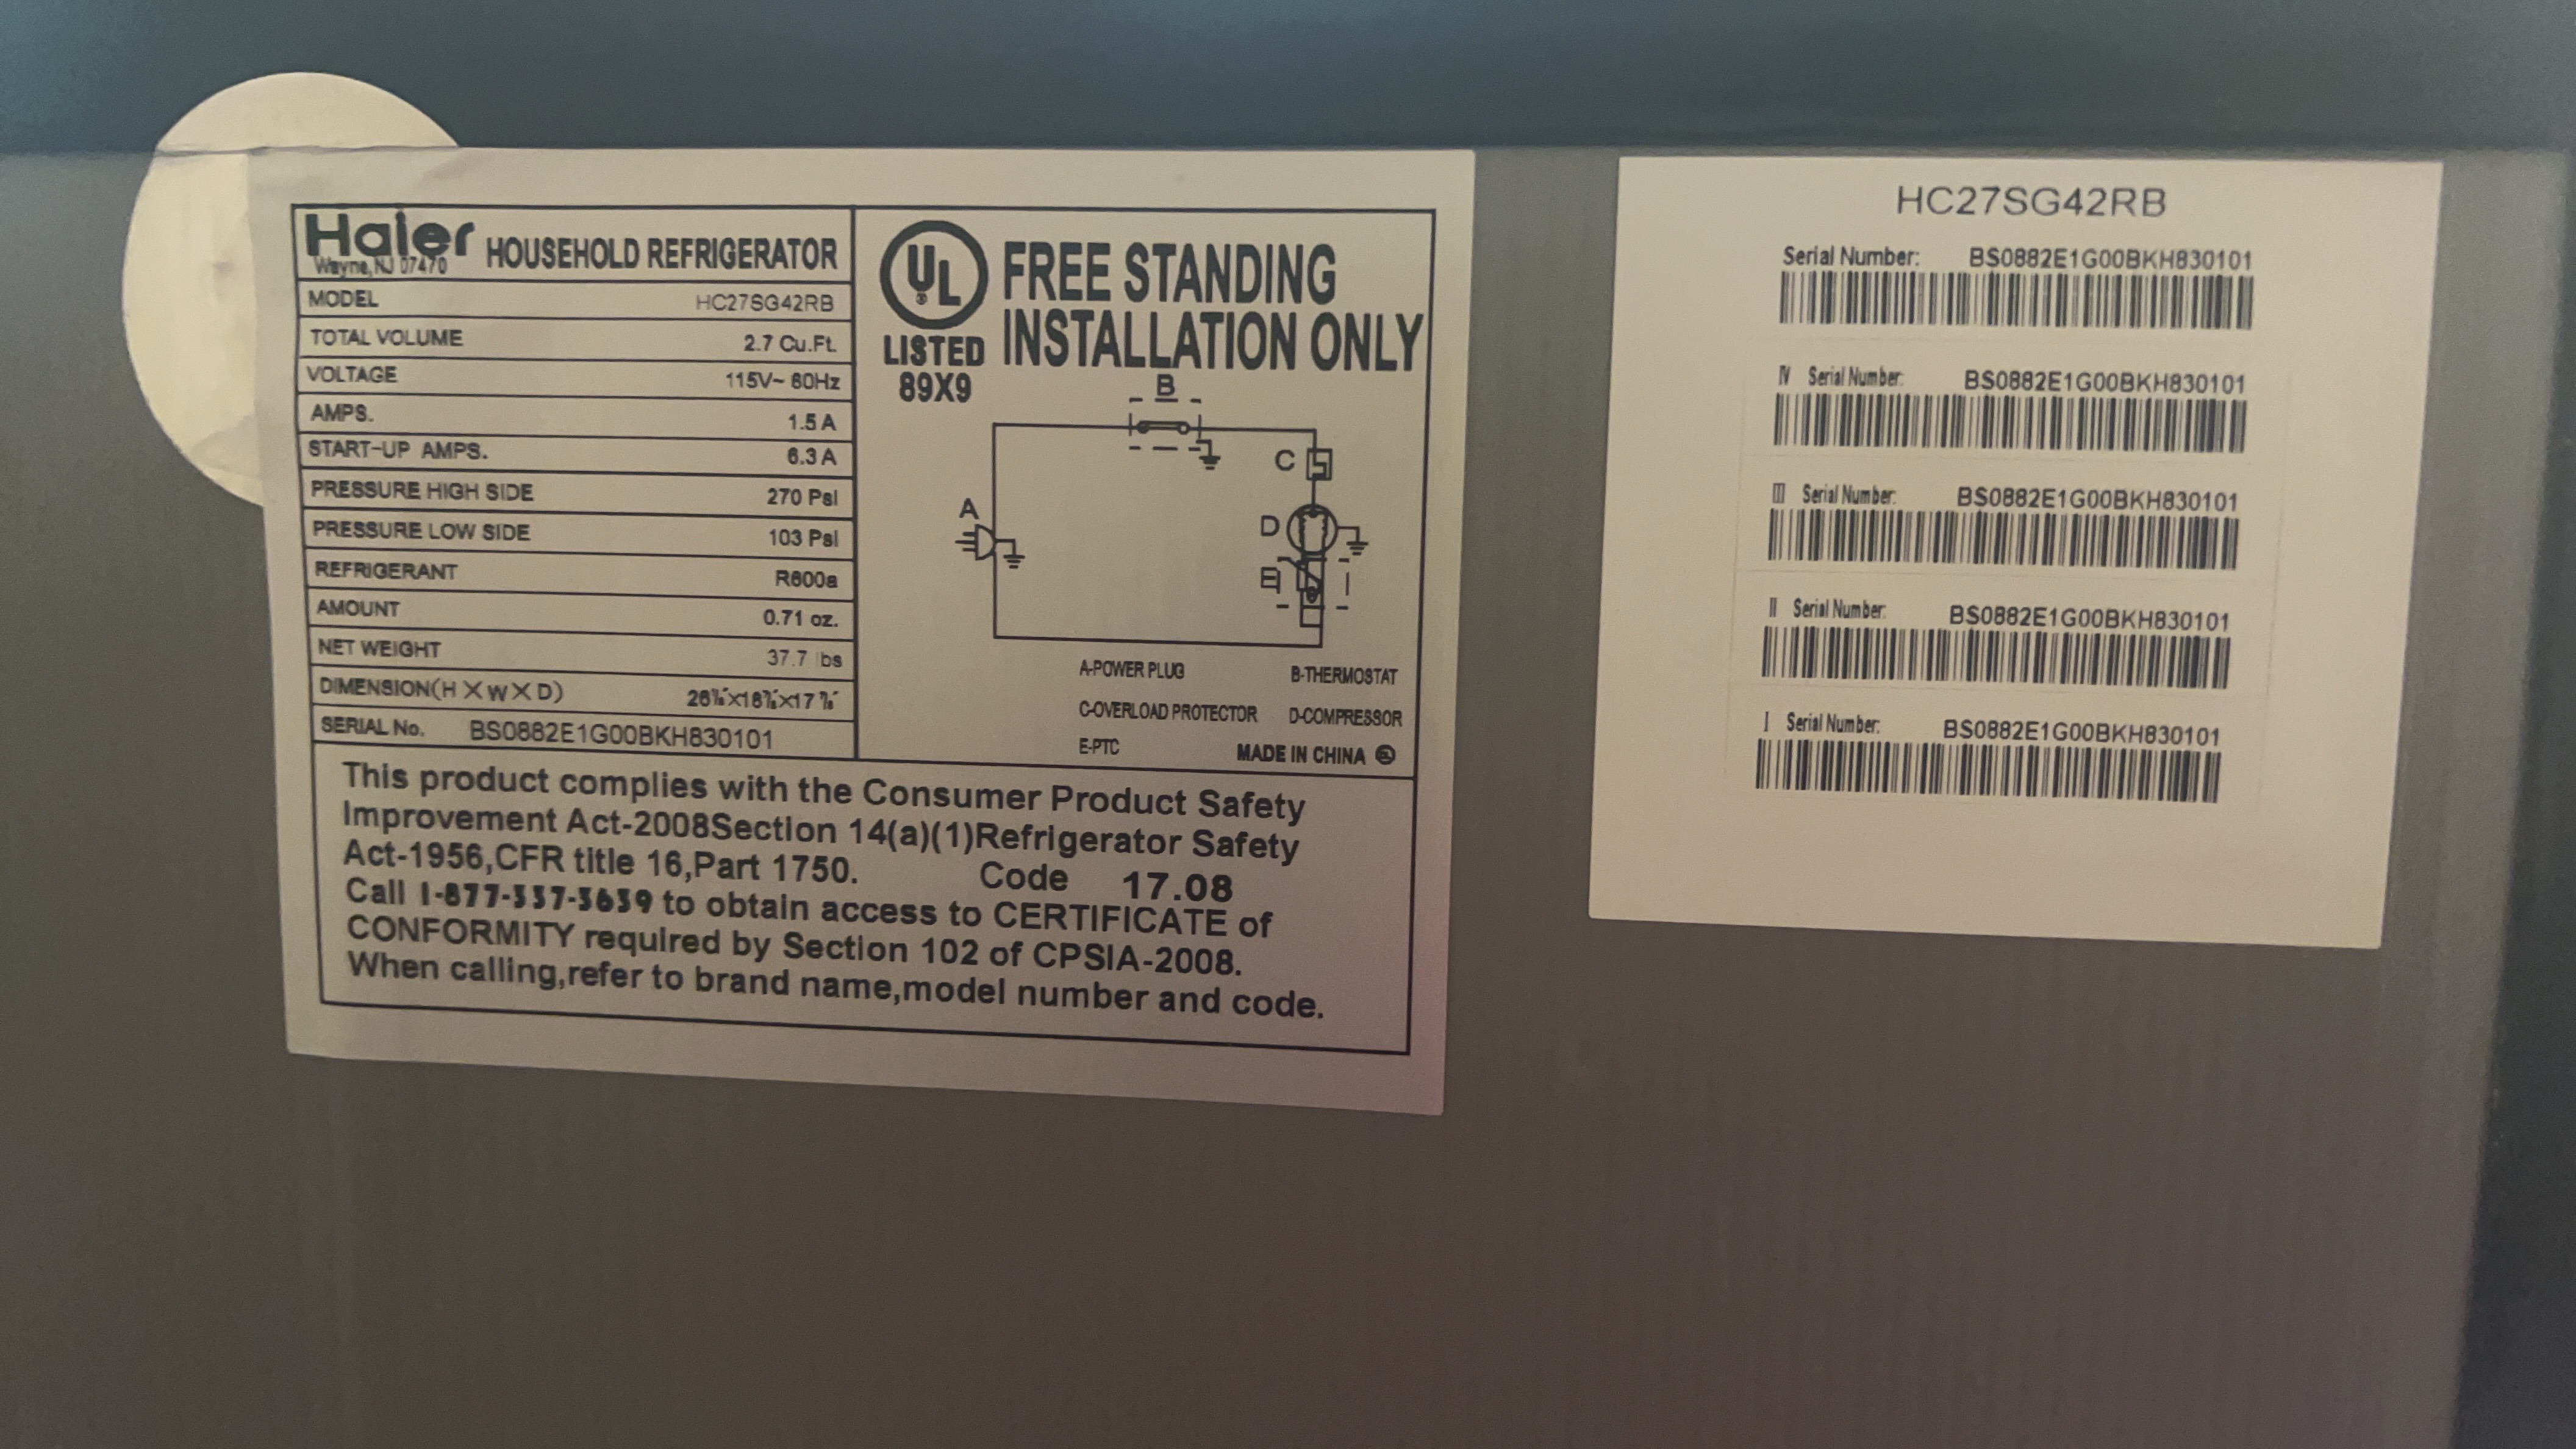 Haier HOUSEHOLD REFRIGERATOR
Wayne, NJ 07470
MODEL HC27SG42RB
TOTAL VOLUME 2.7 Cu.Ft.
VOLTAGE 115V~ 60Hz
AMPS. 1.5 A
START-UP AMPS. 6.3 A
PRESSURE HIGH SIDE 270 Psi
PRESSURE LOW SIDE 103 Psi
REFRIGERANT R600a
AMOUNT 0.71 oz.
NET WEIGHT 37.7 lbs
DIMENSION(H X W X D)
SERIAL No. BS0882E1G00BKH830101
UL
LISTED
89X9
FREE STANDING
INSTALLATION ONLY
A
B
C
D
E
A-POWER PLUG B-THERMOSTAT
C-OVERLOAD PROTECTOR D-COMPRESSOR
E-PTC MADE IN CHINA
This product complies with the Consumer Product Safety
Improvement Act-2008Section 14(a)(1)Refrigerator Safety
Act-1956,CFR title 16,Part 1750. Code 17.08
Call 1-877-337-3639 to obtain access to CERTIFICATE of
CONFORMITY required by Section 102 of CPSIA-2008.
When calling,refer to brand name,model number and code.
HC27SG42RB
Serial Number: BS0882E1G00BKH830101
IV Serial Number: BS0882E1G00BKH830101
III Serial Number: BS0882E1G00BKH830101
II Serial Number: BS0882E1G00BKH830101
I Serial Number: BS0882E1G00BKH830101